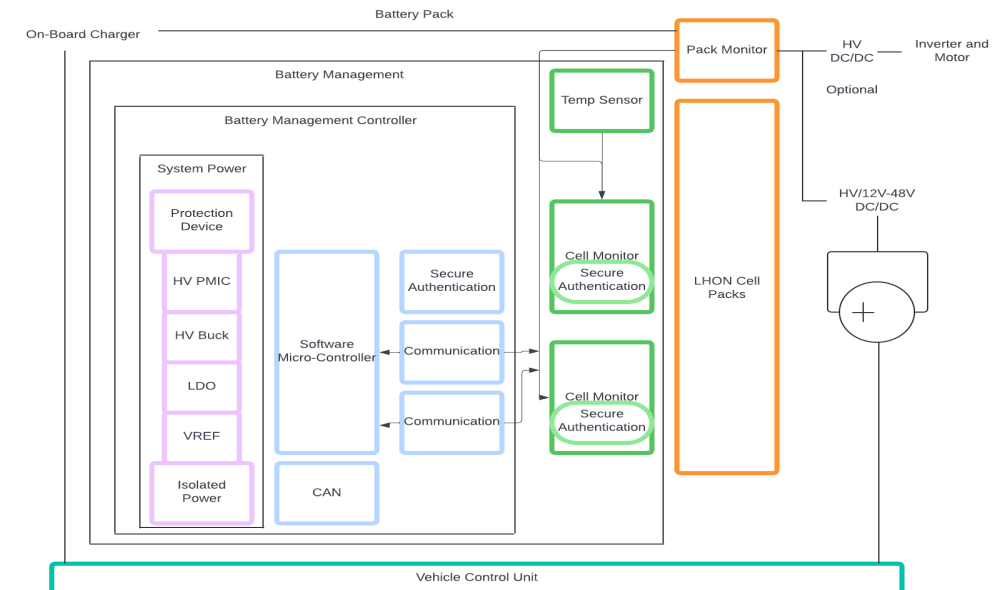 Battery Pack
On-Board Charger
Pack Monitor
HV
DC/DC
Inverter and
Motor
Battery Management
Optional
Temp Sensor
Battery Management Controller
System Power
HV/12V-48V
DC/DC
Protection
Device
Cell Monitor
Secure
Authentication
HV PMIC
Secure
Authentication
LHON Cell
Packs
HV Buck
Software
Micro-Controller
Communication
LDO
Cell Monitor
Secure
Authentication
Communication
VREF
Isolated
Power
CAN
Vehicle Control Unit